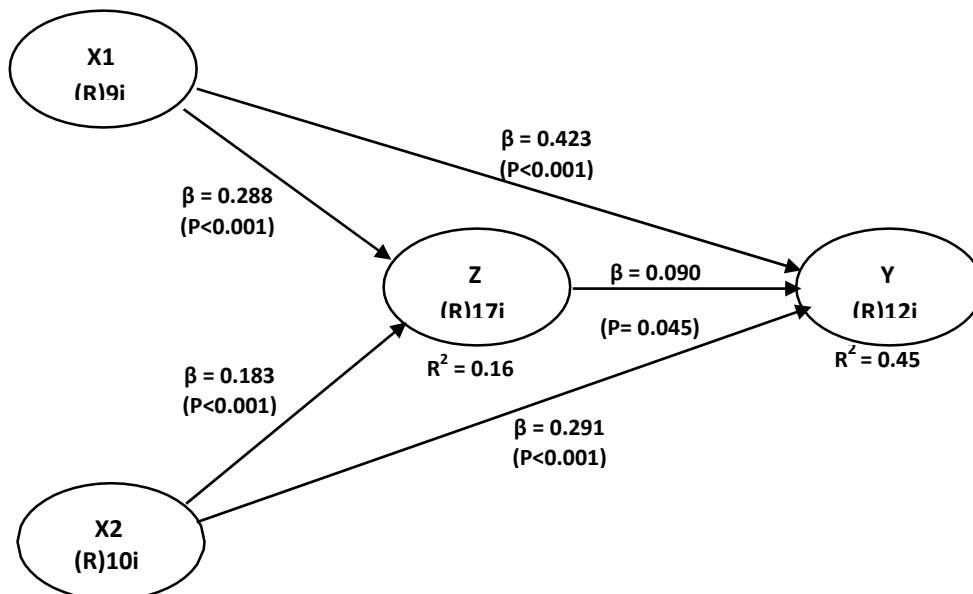 X1
(R)9i
β = 0.423
(P<0.001)
β = 0.288
(P<0.001)
Z
(R)17i
β = 0.090
Y
(R)12i
(P= 0.045)
R² = 0.16
R² = 0.45
β = 0.183
(P<0.001)
β = 0.291
(P<0.001)
X2
(R)10i